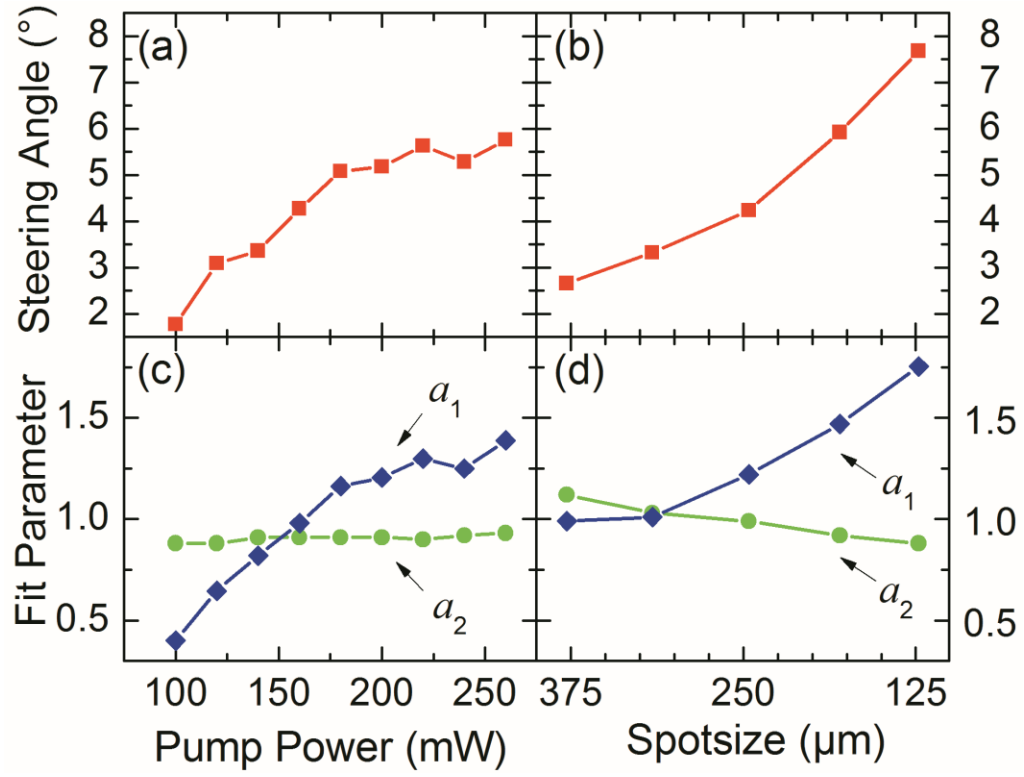 (a)
(b)
8
7
6
5
4
3
2
Steering Angle (°)
8
7
6
5
4
3
2
(c)
(d)
a1
a2
a1
a2
1.5
1.0
0.5
Fit Parameter
1.5
1.0
0.5
100 150 200 250
375 250 125
Pump Power (mW)
Spotsize (µm)